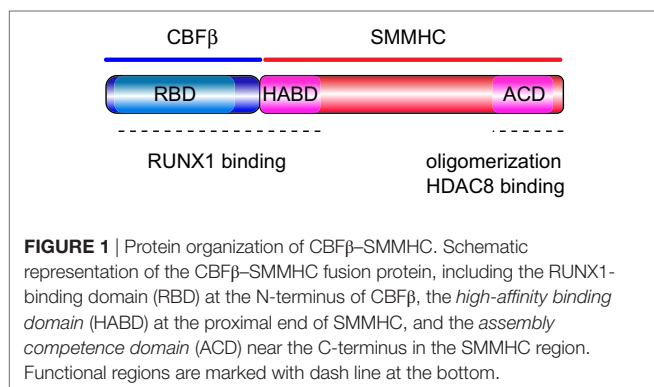 CBFβ SMMHC
RBD HABD ACD
RUNX1 binding oligomerization
HDAC8 binding
FIGURE 1 | Protein organization of CBFβ–SMMHC. Schematic
representation of the CBFβ–SMMHC fusion protein, including the RUNX1-
binding domain (RBD) at the N-terminus of CBFβ, the high-affinity binding
domain (HABD) at the proximal end of SMMHC, and the assembly
competence domain (ACD) near the C-terminus in the SMMHC region.
Functional regions are marked with dash line at the bottom.